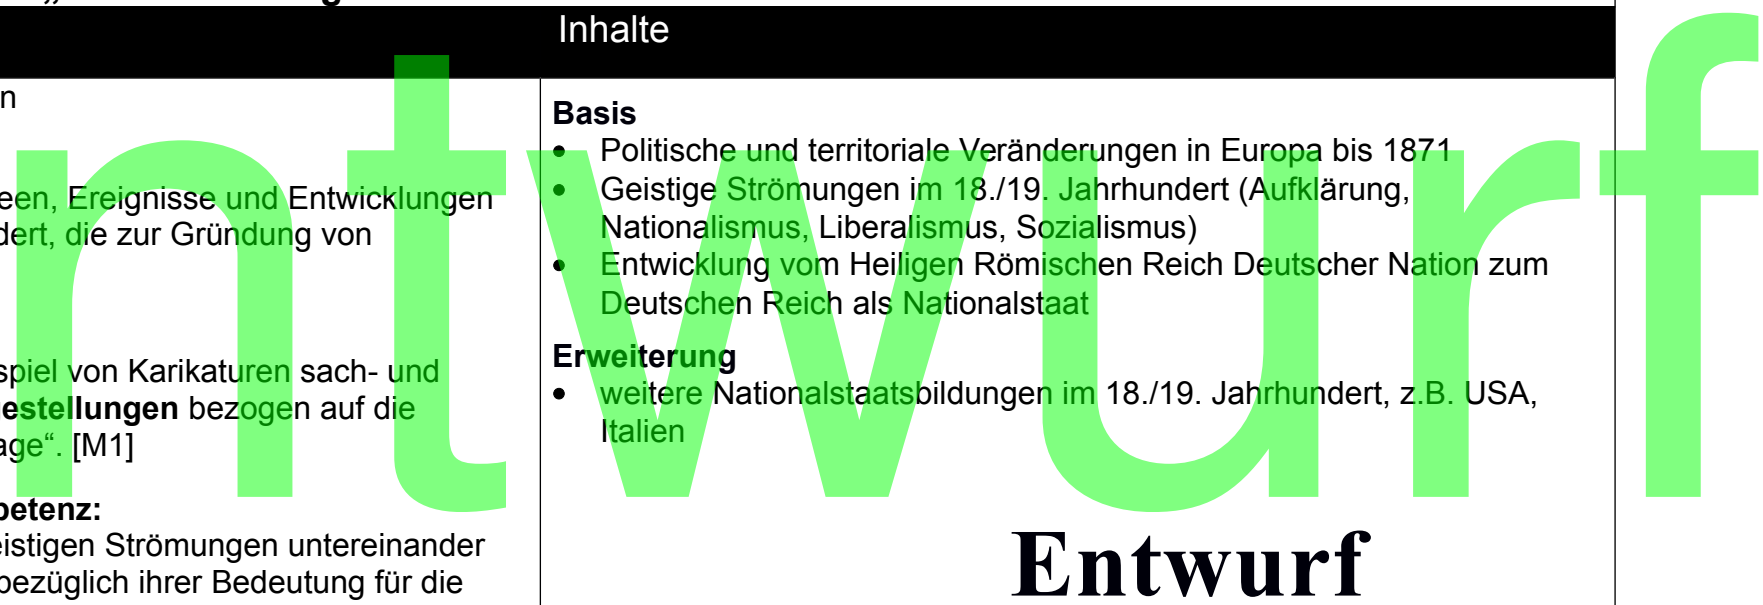 Inhalte
n
een, Ereignisse und Entwicklungen
dert, die zur Gründung von
spiel von Karikaturen sach- und
gestellungen bezogen auf die
age“. [M1]
petenz:
eistigen Strömungen untereinander
bezüglich ihrer Bedeutung für die
Basis
• Politische und territoriale Veränderungen in Europa bis 1871
• Geistige Strömungen im 18./19. Jahrhundert (Aufklärung,
Nationalismus, Liberalismus, Sozialismus)
• Entwicklung vom Heiligen Römischen Reich Deutscher Nation zum
Deutschen Reich als Nationalstaat
Erweiterung
• weitere Nationalstaatsbildungen im 18./19. Jahrhundert, z.B. USA,
Italien
Entwurf
ntwurf